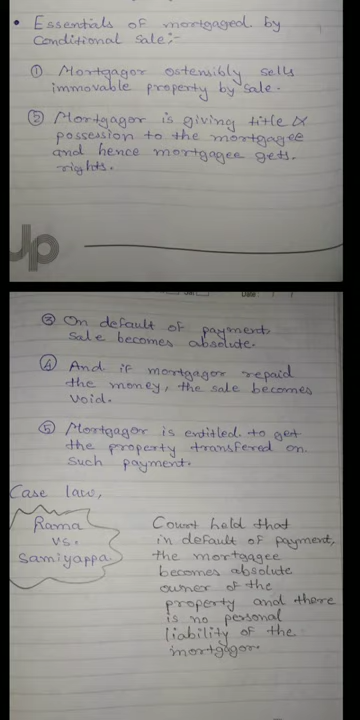 • Essentials of mortgaged by
Conditional Sale:-
① Mortgagor ostensibly sells
immovable property by sale.
② Mortgagor is giving title &
possession to the mortgagee
and hence mortgagee gets.
rights.
Jp
③ On default of payment,
Sale becomes absolute.
④ And if mortgagor repaid
the money, the sale becomes
Void.
⑤ Mortgagor is entitled. to get
the property transfered on
such payment.
Case law,
Rama
vs.
Samiyappa
Court held that
in default of payment,
the mortgagee
becomes absolute
owner of the
property and there
is no personal
liability of the
mortgagor.